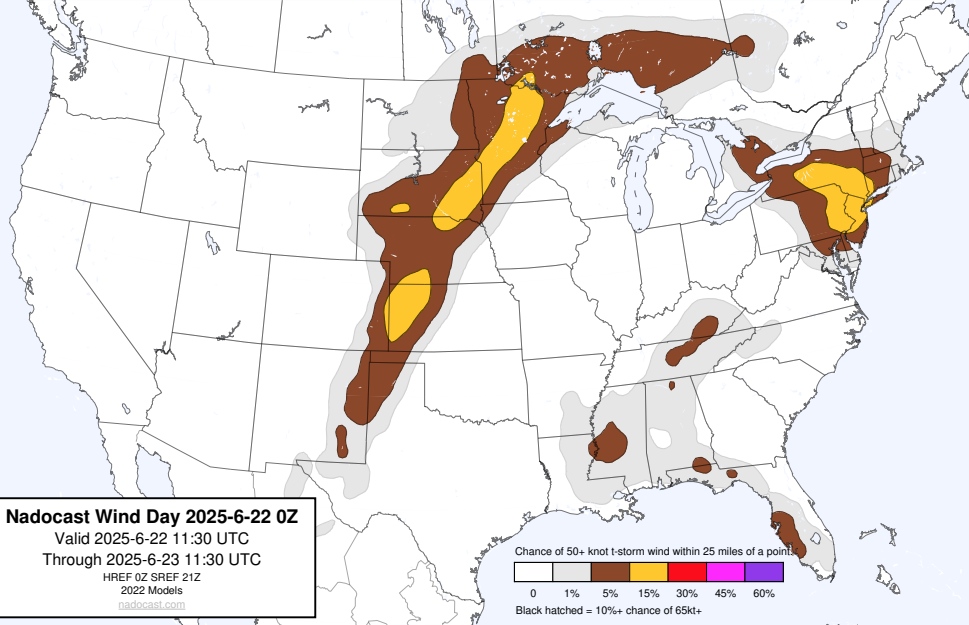 Nadocast Wind Day 2025-6-22 0Z
Valid 2025-6-22 11:30 UTC
Through 2025-6-23 11:30 UTC
HREF 0Z SREF 21Z
2022 Models
nadocast.com
Chance of 50+ knot t-storm wind within 25 miles of a point.
0 1% 5% 15% 30% 45% 60%
Black hatched = 10%+ chance of 65kt+